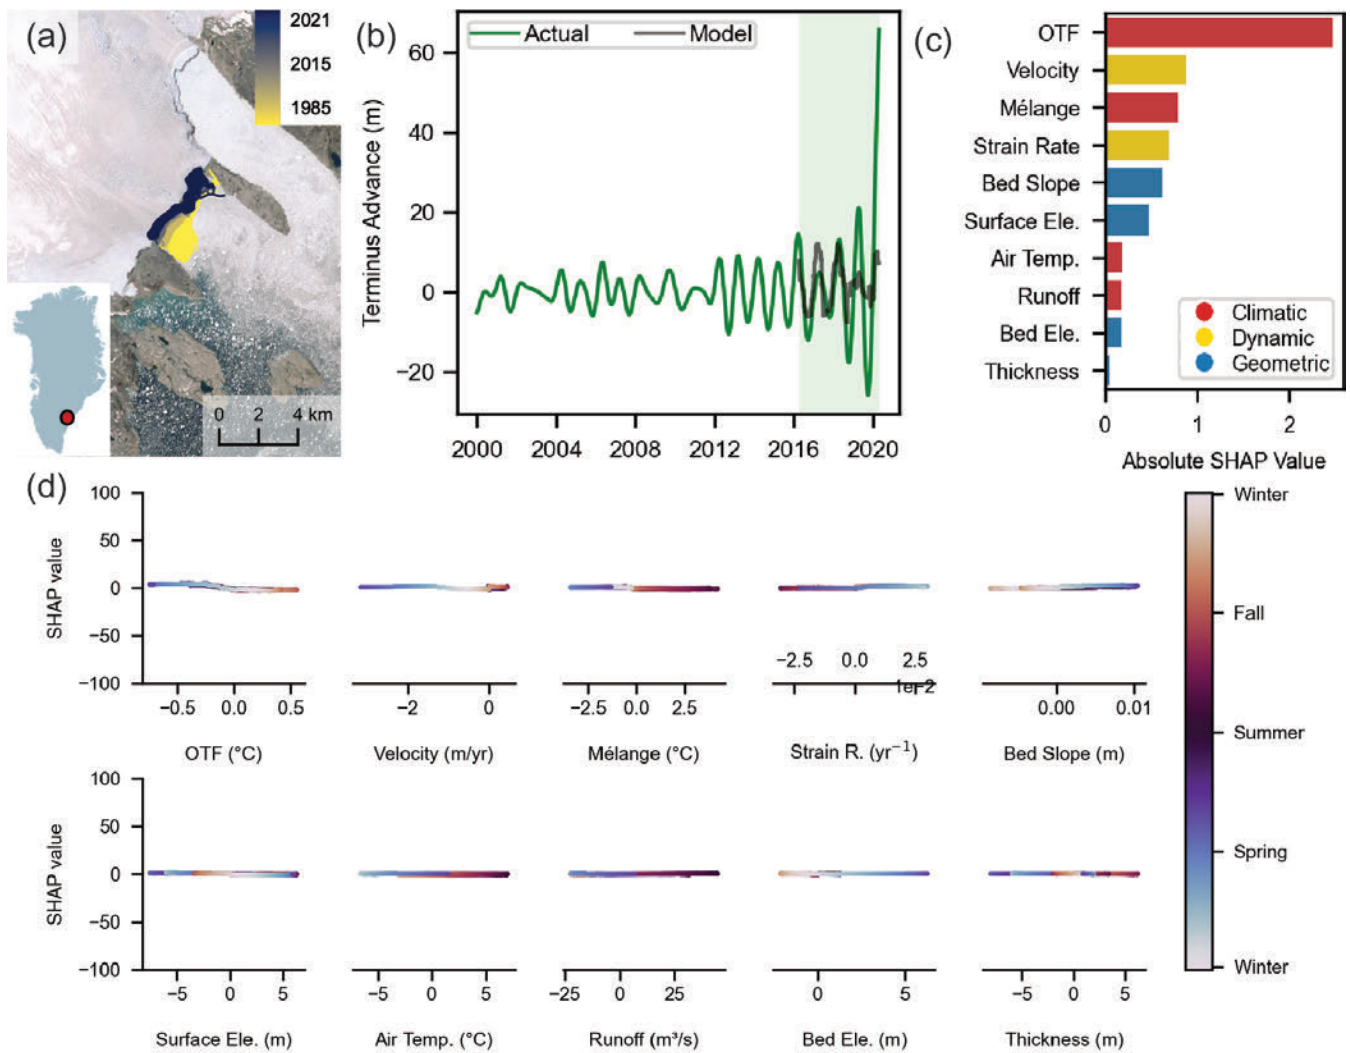 (a)
2021
2015
1985
0 2 4 km
(b)
Actual
Model
Terminus Advance (m)
60
40
20
0
−20
2000 2004 2008 2012 2016 2020
(c)
OTF
Velocity
Mélange
Strain Rate
Bed Slope
Surface Ele.
Air Temp.
Runoff
Bed Ele.
Thickness
Climatic
Dynamic
Geometric
0 1 2
Absolute SHAP Value
(d)
SHAP value
100
50
0
−50
−100
−0.5 0.0 0.5
OTF (°C)
−2 0
Velocity (m/yr)
−2.5 0.0 2.5
Mélange (°C)
−2.5 0.0 2.5
1e−2
Strain R. (yr⁻¹)
0.00 0.01
Bed Slope (m)
SHAP value
100
50
0
−50
−100
−5 0 5
Surface Ele. (m)
−5 0 5
Air Temp. (°C)
−25 0 25
Runoff (m³/s)
0 5
Bed Ele. (m)
−5 0 5
Thickness (m)
Winter
Fall
Summer
Spring
Winter